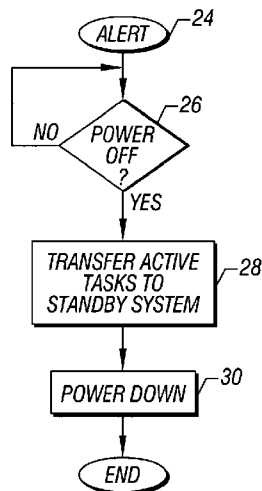 ALERT
24
26
NO
POWER
OFF
?
YES
TRANSFER ACTIVE
TASKS TO
STANDBY SYSTEM
28
POWER DOWN
30
END